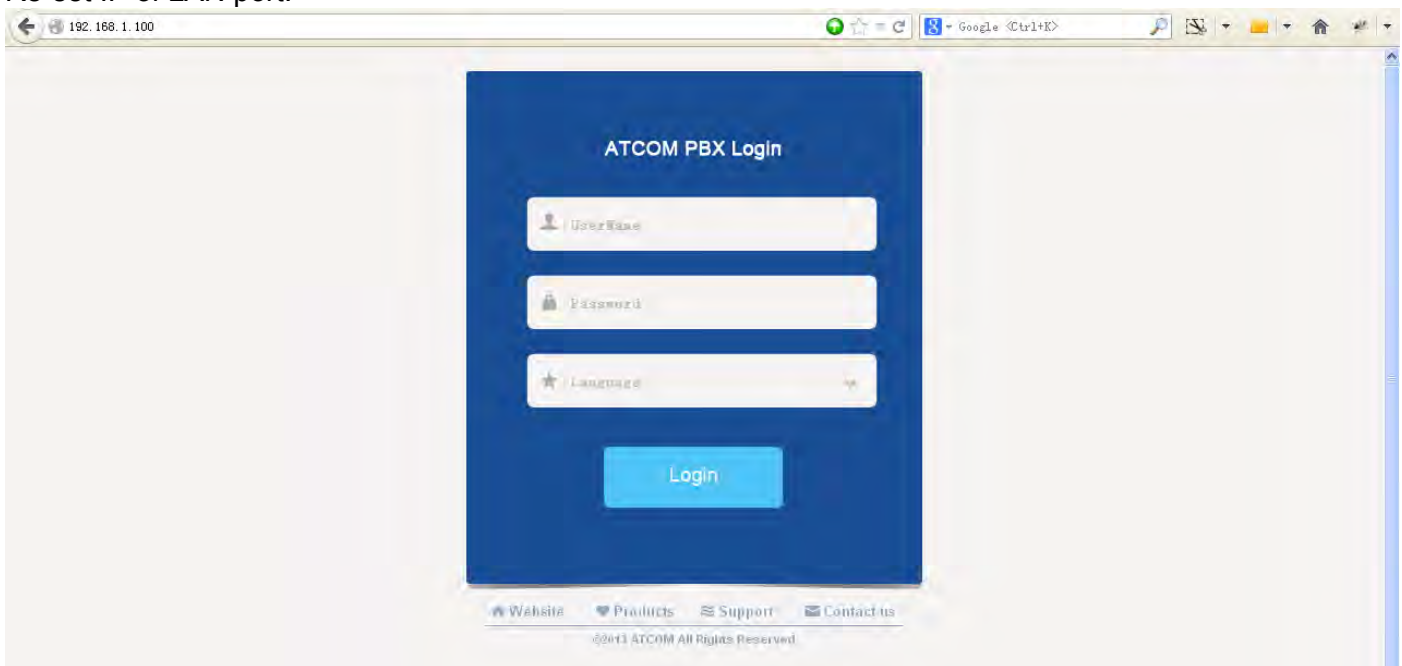 192.168.1.100
Google <Ctrl+K>
ATCOM PBX Login
UserName
Password
Language
Login
Website Products Support Contact us
©2013 ATCOM All Rights Reserved